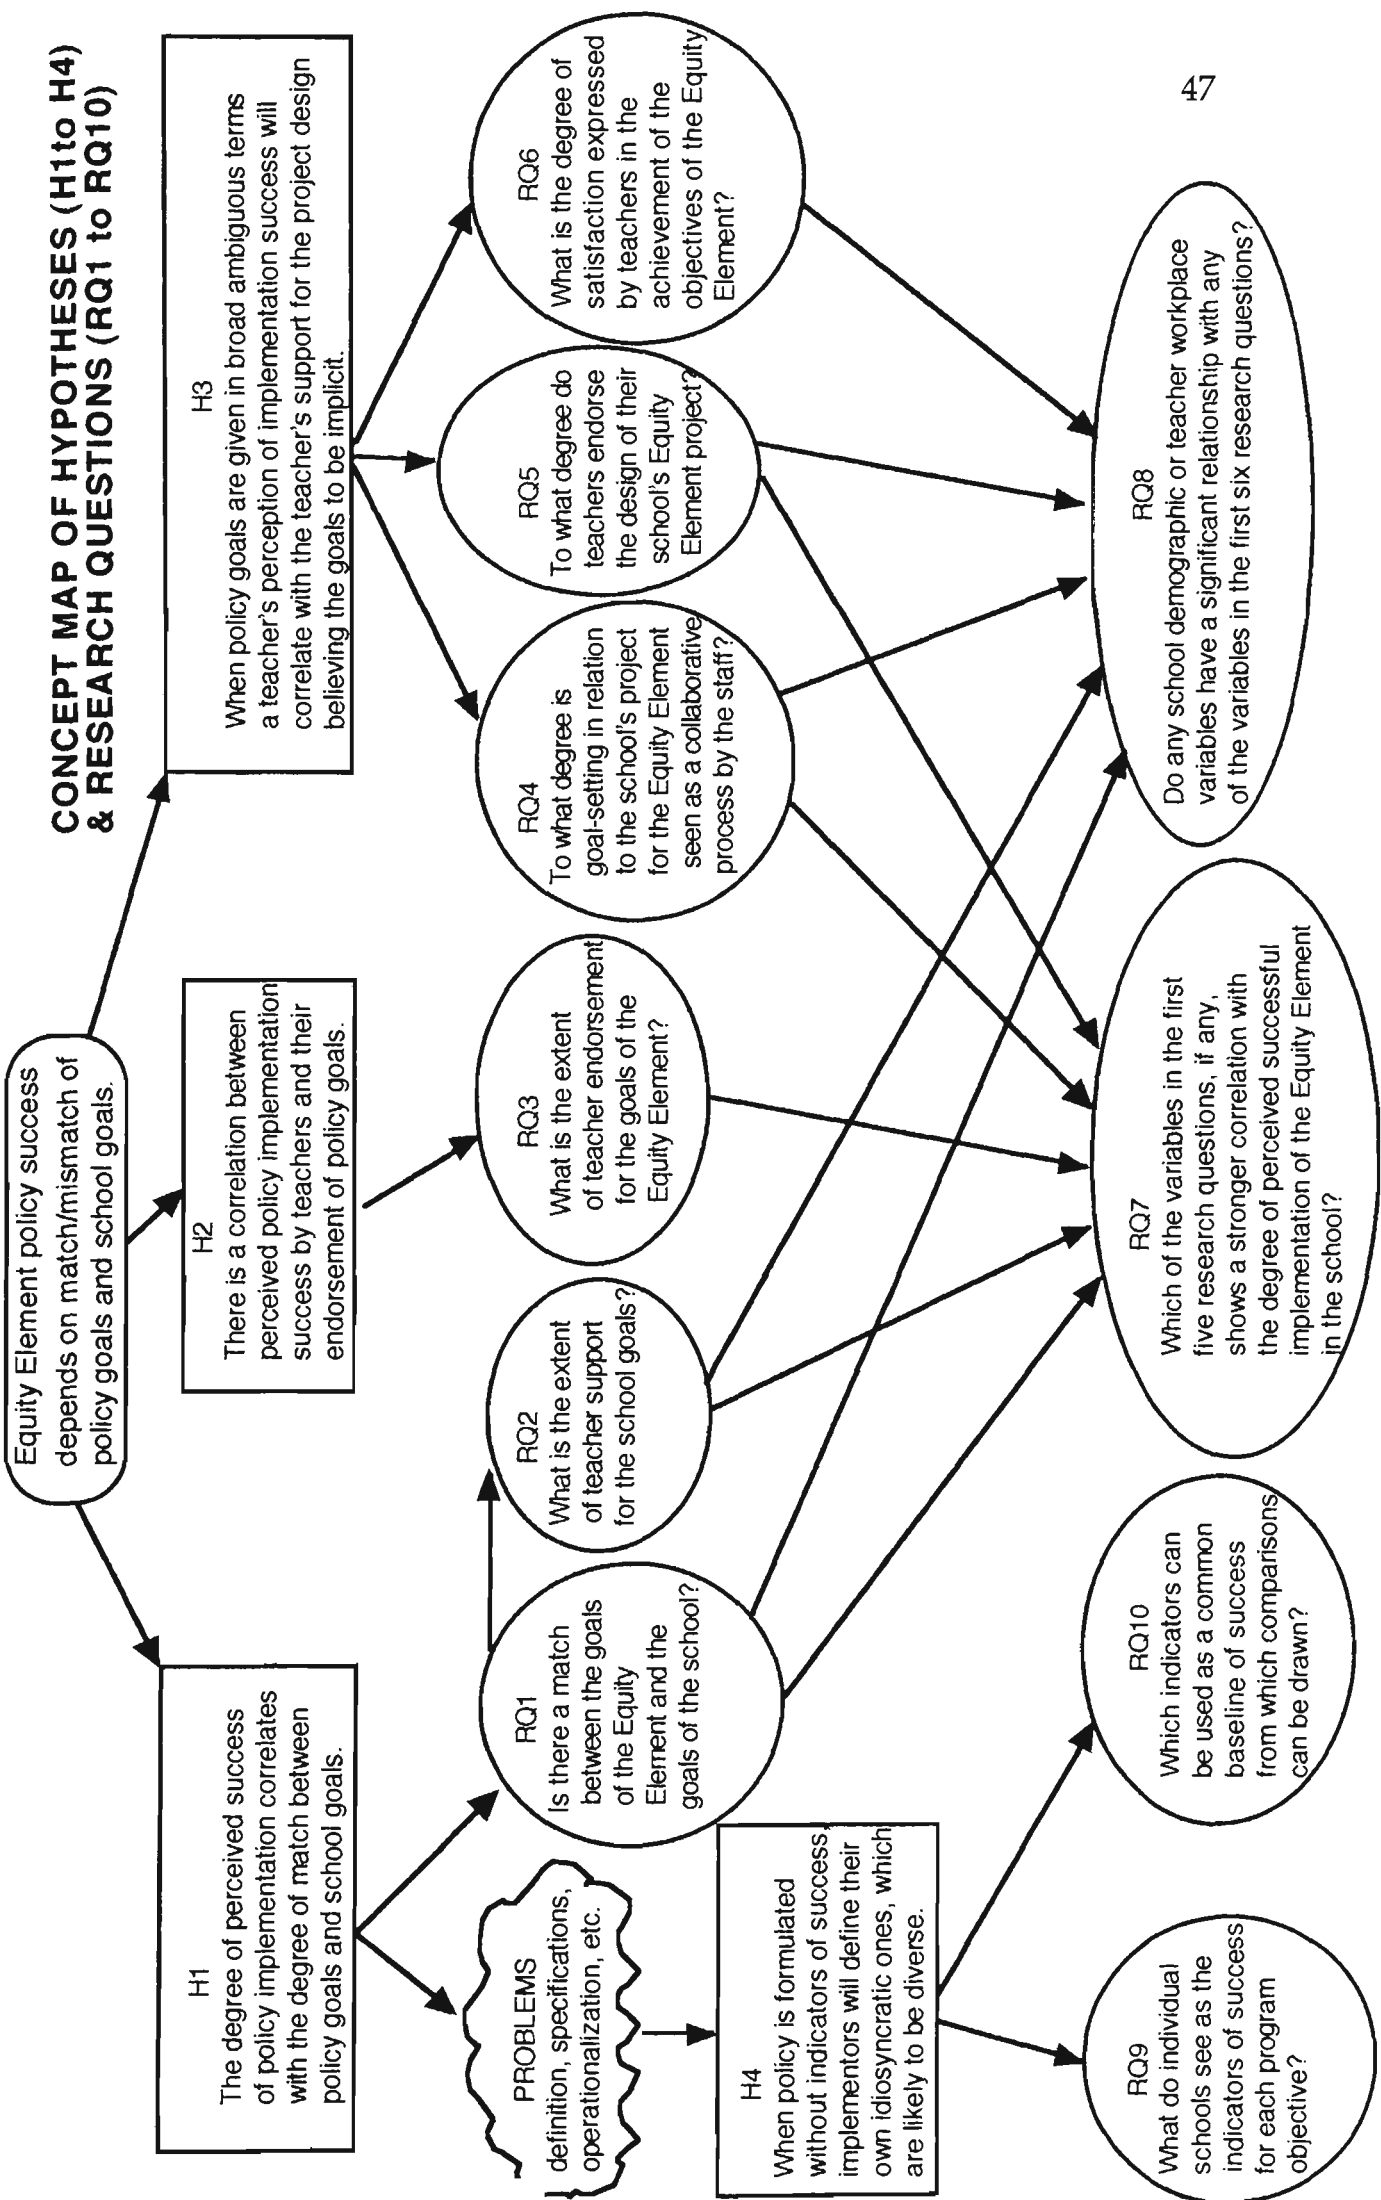 CONCEPT MAP OF HYPOTHESES (H1to H4)
& RESEARCH QUESTIONS (RQ1 to RQ10)
Equity Element policy success
depends on match/mismatch of
policy goals and school goals.
H1
The degree of perceived success
of policy implementation correlates
with the degree of match between
policy goals and school goals.
H2
There is a correlation between
perceived policy implementation
success by teachers and their
endorsement of policy goals.
H3
When policy goals are given in broad ambiguous terms
a teacher's perception of implementation success will
correlate with the teacher's support for the project design
believing the goals to be implicit.
PROBLEMS
definition, specifications,
operationalization, etc.
RQ1
Is there a match
between the goals
of the Equity
Element and the
goals of the school?
RQ2
What is the extent
of teacher support
for the school goals?
RQ3
What is the extent
of teacher endorsement
for the goals of the
Equity Element?
RQ4
To what degree is
goal-setting in relation
to the school's project
for the Equity Element
seen as a collaborative
process by the staff?
RQ5
To what degree do
teachers endorse
the design of their
school's Equity
Element project?
RQ6
What is the degree of
satisfaction expressed
by teachers in the
achievement of the
objectives of the Equity
Element?
H4
When policy is formulated
without indicators of success,
implementors will define their
own idiosyncratic ones, which
are likely to be diverse.
RQ9
What do individual
schools see as the
indicators of success
for each program
objective?
RQ10
Which indicators can
be used as a common
baseline of success
from which comparisons
can be drawn?
RQ7
Which of the variables in the first
five research questions, if any,
shows a stronger correlation with
the degree of perceived successful
implementation of the Equity Element
in the school?
RQ8
Do any school demographic or teacher workplace
variables have a significant relationship with any
of the variables in the first six research questions?
47